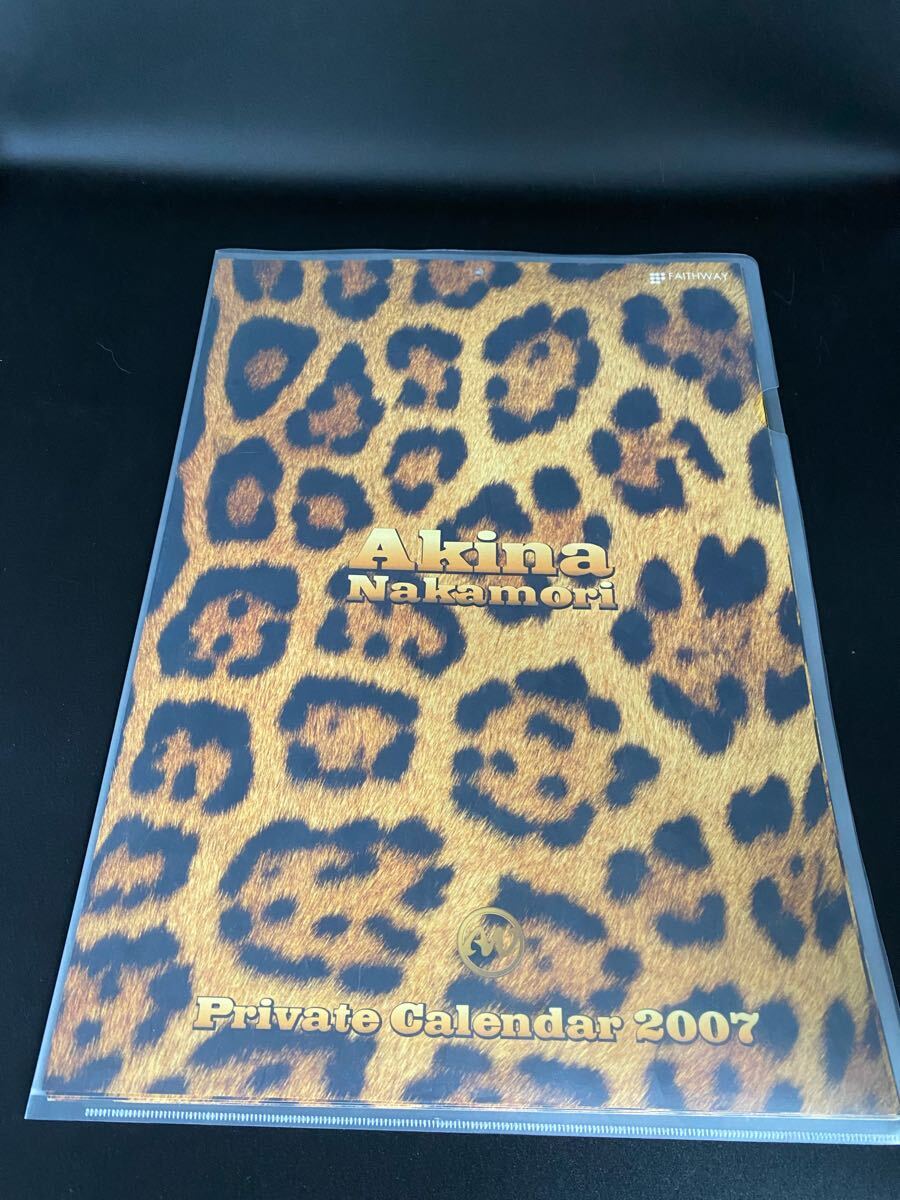 FAITHWAY
Akina
Nakamori
Private Calendar 2007